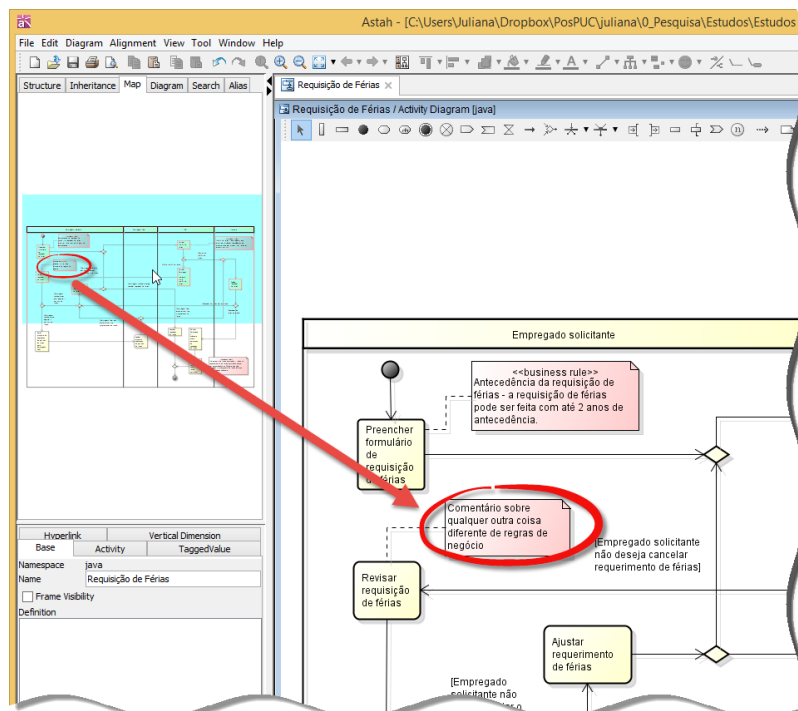 Astah - [C:\Users\Juliana\Dropbox\PosPUC\juliana\0_Pesquisa\Estudos\Estudos
File Edit Diagram Alignment View Tool Window Help
Structure Inheritance Map Diagram Search Alias
Requisição de Férias
Requisição de Férias / Activity Diagram [java]
Empregado solicitante
<<business rule>>
Antecedência da requisição de
férias - a requisição de férias
pode ser feita com até 2 anos de
antecedência.
Preencher
formulário
de
requisição
de férias
Comentário sobre
qualquer outra coisa
diferente de regras de
negócio
[Empregado solicitante
não deseja cancelar
requerimento de férias]
Revisar
requisição
de férias
Ajustar
requerimento
de férias
[Empregado
solicitante não
Hyperlink Vertical Dimension
Base Activity TaggedValue
Namespace java
Name Requisição de Férias
Frame Visibility
Definition